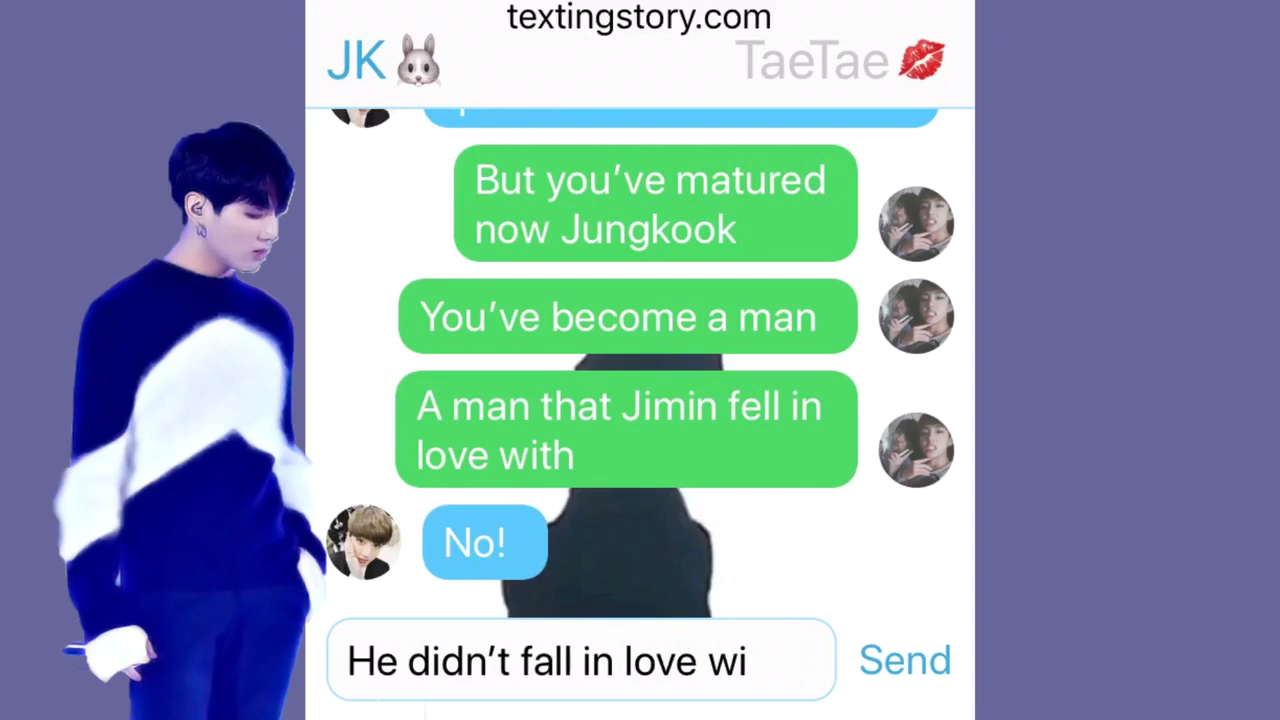 textingstory.com
JK🐰 TaeTae💋
But you’ve matured
now Jungkook
You’ve become a man
A man that Jimin fell in
love with
No!
He didn’t fall in love wi Send